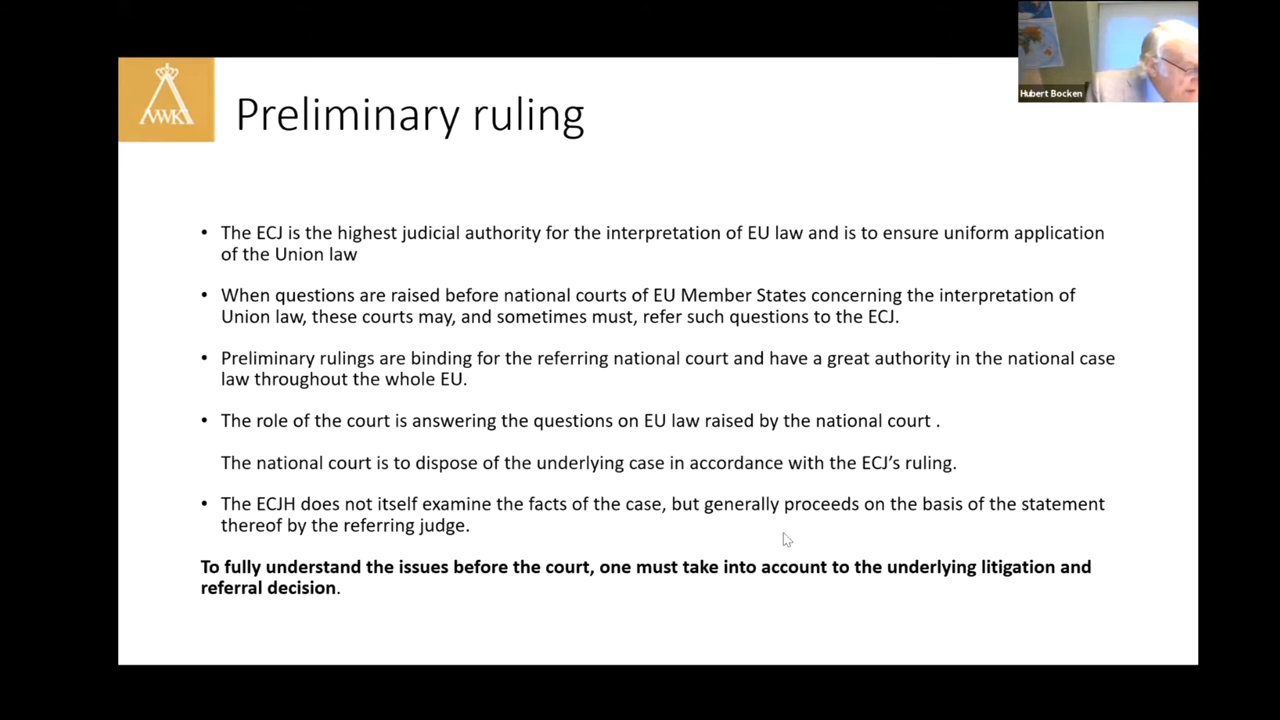 Hubert Bocken
VWK
Preliminary ruling
• The ECJ is the highest judicial authority for the interpretation of EU law and is to ensure uniform application
of the Union law
• When questions are raised before national courts of EU Member States concerning the interpretation of
Union law, these courts may, and sometimes must, refer such questions to the ECJ.
• Preliminary rulings are binding for the referring national court and have a great authority in the national case
law throughout the whole EU.
• The role of the court is answering the questions on EU law raised by the national court .
The national court is to dispose of the underlying case in accordance with the ECJ’s ruling.
• The ECJH does not itself examine the facts of the case, but generally proceeds on the basis of the statement
thereof by the referring judge.
To fully understand the issues before the court, one must take into account to the underlying litigation and
referral decision.